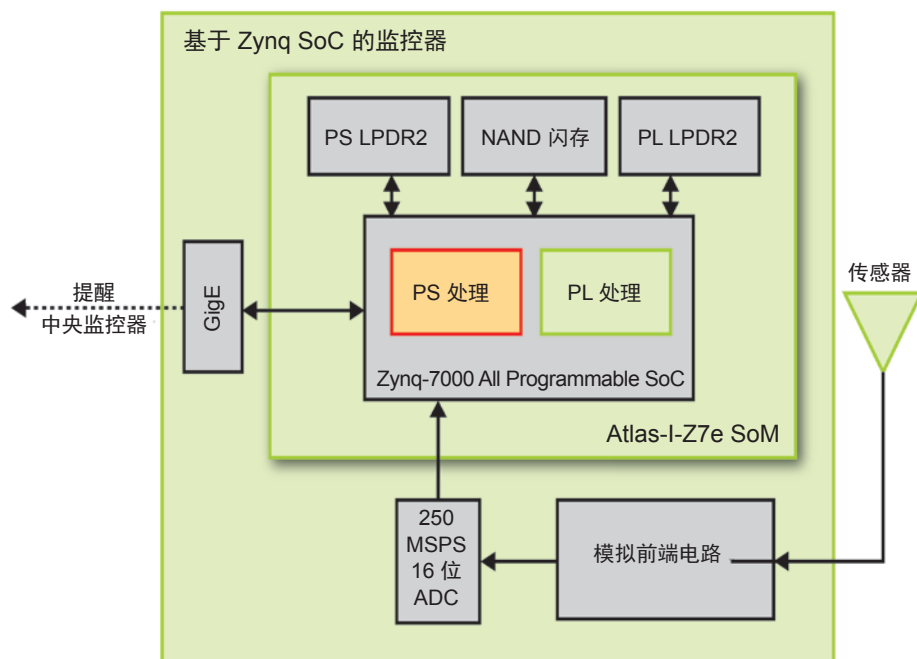 基于 Zynq SoC 的监控器
PS LPDR2
NAND 闪存
PL LPDR2
PS 处理
PL 处理
Zynq-7000 All Programmable SoC
Atlas-I-Z7e SoM
GigE
提醒
中央监控器
传感器
250
MSPS
16 位
ADC
模拟前端电路